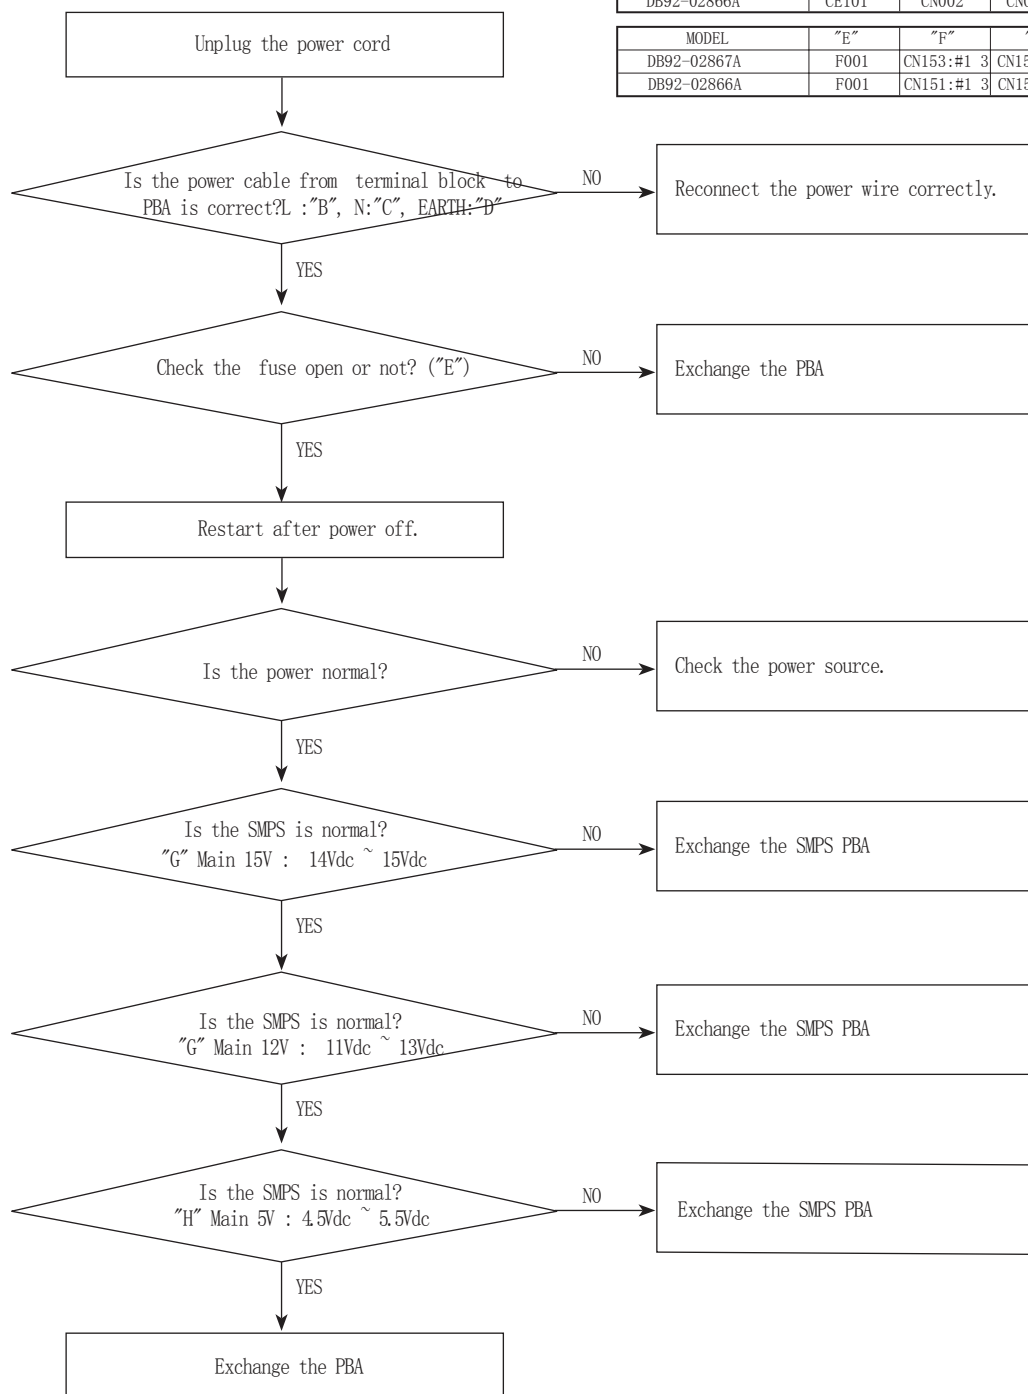 DB92-02866A CE101 CN002
MODEL "E" "F"
DB92-02867A F001 CN153:#1 3
DB92-02866A F001 CN151:#1 3
Unplug the power cord
Is the power cable from terminal block to
PBA is correct?L :"B", N:"C", EARTH:"D"
NO
Reconnect the power wire correctly.
YES
Check the fuse open or not? ("E")
NO
Exchange the PBA
YES
Restart after power off.
Is the power normal?
NO
Check the power source.
YES
Is the SMPS is normal?
"G" Main 15V : 14Vdc ~ 15Vdc
NO
Exchange the SMPS PBA
YES
Is the SMPS is normal?
"G" Main 12V : 11Vdc ~ 13Vdc
NO
Exchange the SMPS PBA
YES
Is the SMPS is normal?
"H" Main 5V : 4.5Vdc ~ 5.5Vdc
NO
Exchange the SMPS PBA
YES
Exchange the PBA